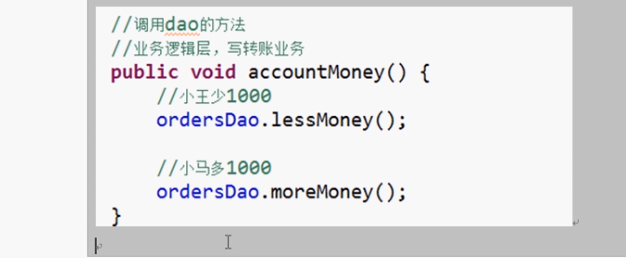 //调用dao的方法
//业务逻辑层，写转账业务
public void accountMoney() {
//小王少1000
ordersDao.lessMoney();
//小马多1000
ordersDao.moreMoney();
}